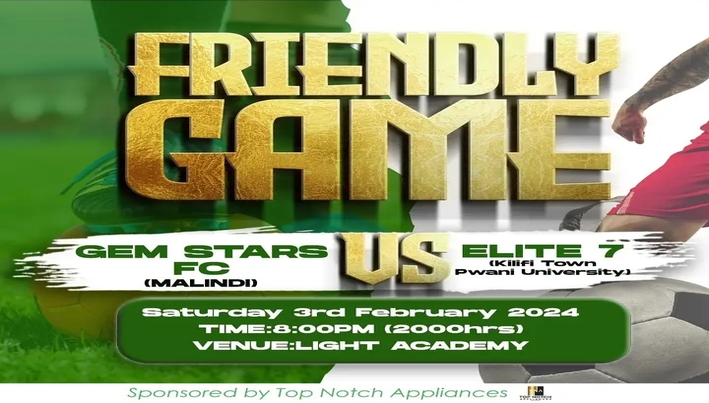 FRIENDLY
GAME
GEM STARS
FC
(MALINDI)
VS
ELITE 7
(Kilifi Town
Pwani University)
Saturday 3rd February 2024
TIME:8:00PM (2000hrs)
VENUE:LIGHT ACADEMY
Sponsored by Top Notch Appliances